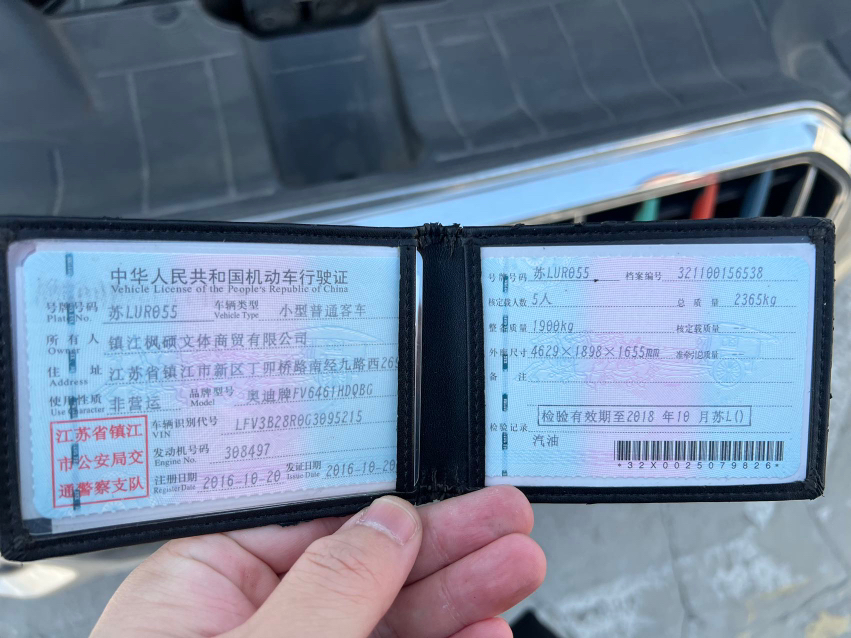 中华人民共和国机动车行驶证
Vehicle License of the People's Republic of China
号牌号码 苏LUR055 车辆类型 小型普通客车
Plate No. Vehicle Type
所有人 镇江枫硕文体商贸有限公司
Owner
住址 江苏省镇江市新区丁卯桥路南经九路西269
Address
使用性质 非营运 品牌型号 奥迪牌FV6461HDQBG
Use Character Model
车辆识别代号 LFV3B28R0G3095215
VIN
发动机号码 308497
Engine No.
注册日期 2016-10-20 发证日期 2016-10-20
Register Date Issue Date
江苏省镇江
市公安局交
通警察支队
号牌号码 苏LUR055 档案编号 321100156538
核定载人数 5人 总质量 2365kg
整备质量 1900kg 核定载质量
外廓尺寸 4629×1898×1655mm 准牵引总质量
备注
检验有效期至2018年10月苏L()
检验记录
汽油
*32X0025079826*